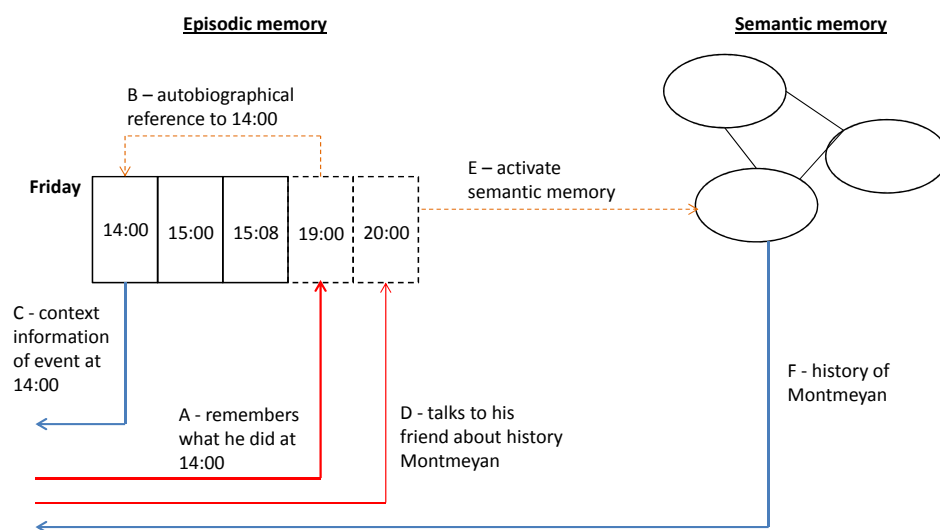 Episodic memory
Semantic memory
B – autobiographical
reference to 14:00
Friday
14:00
15:00
15:08
19:00
20:00
E – activate
semantic memory
C - context
information
of event at
14:00
A - remembers
what he did at
14:00
D - talks to his
friend about history
Montmeyan
F - history of
Montmeyan